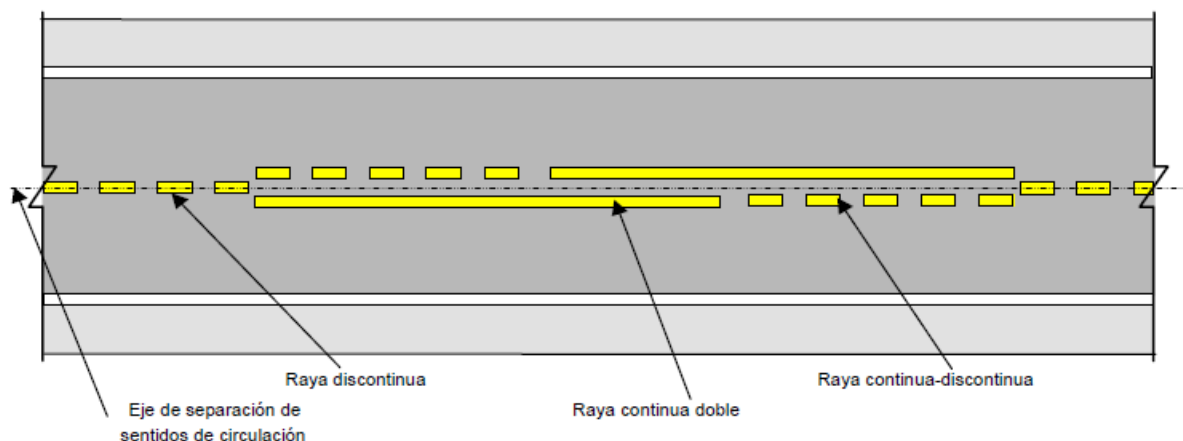 Raya discontinua
Raya continua-discontinua
Eje de separación de
sentidos de circulación
Raya continua doble